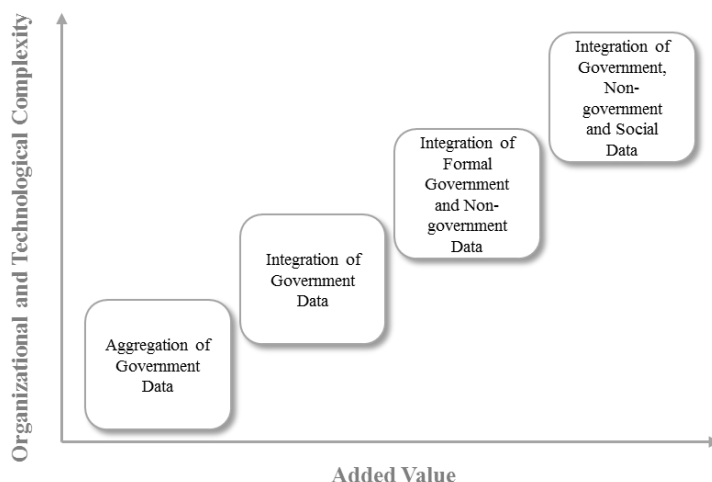 Organizational and Technological Complexity
Integration of
Government,
Non-
government
and Social
Data
Integration of
Formal
Government
and Non-
government
Data
Integration of
Government
Data
Aggregation of
Government
Data
Added Value